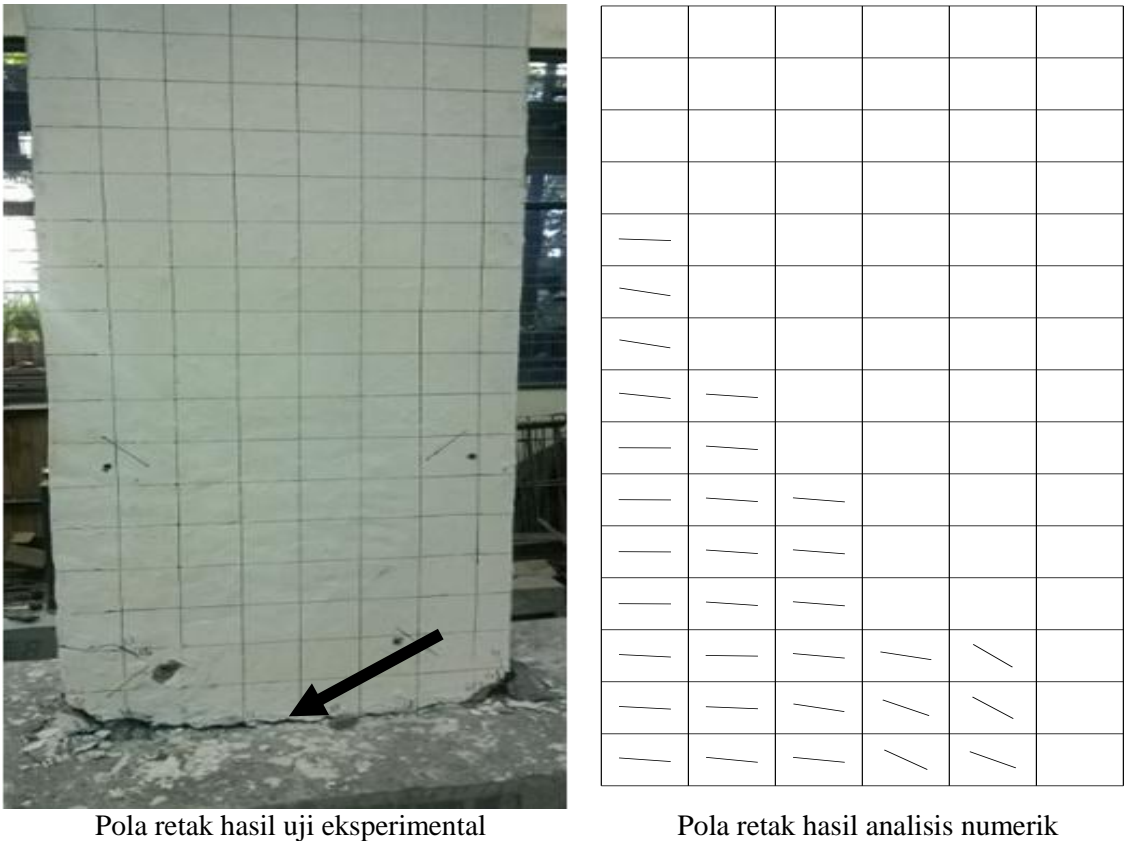 Pola retak hasil uji eksperimental
Pola retak hasil analisis numerik